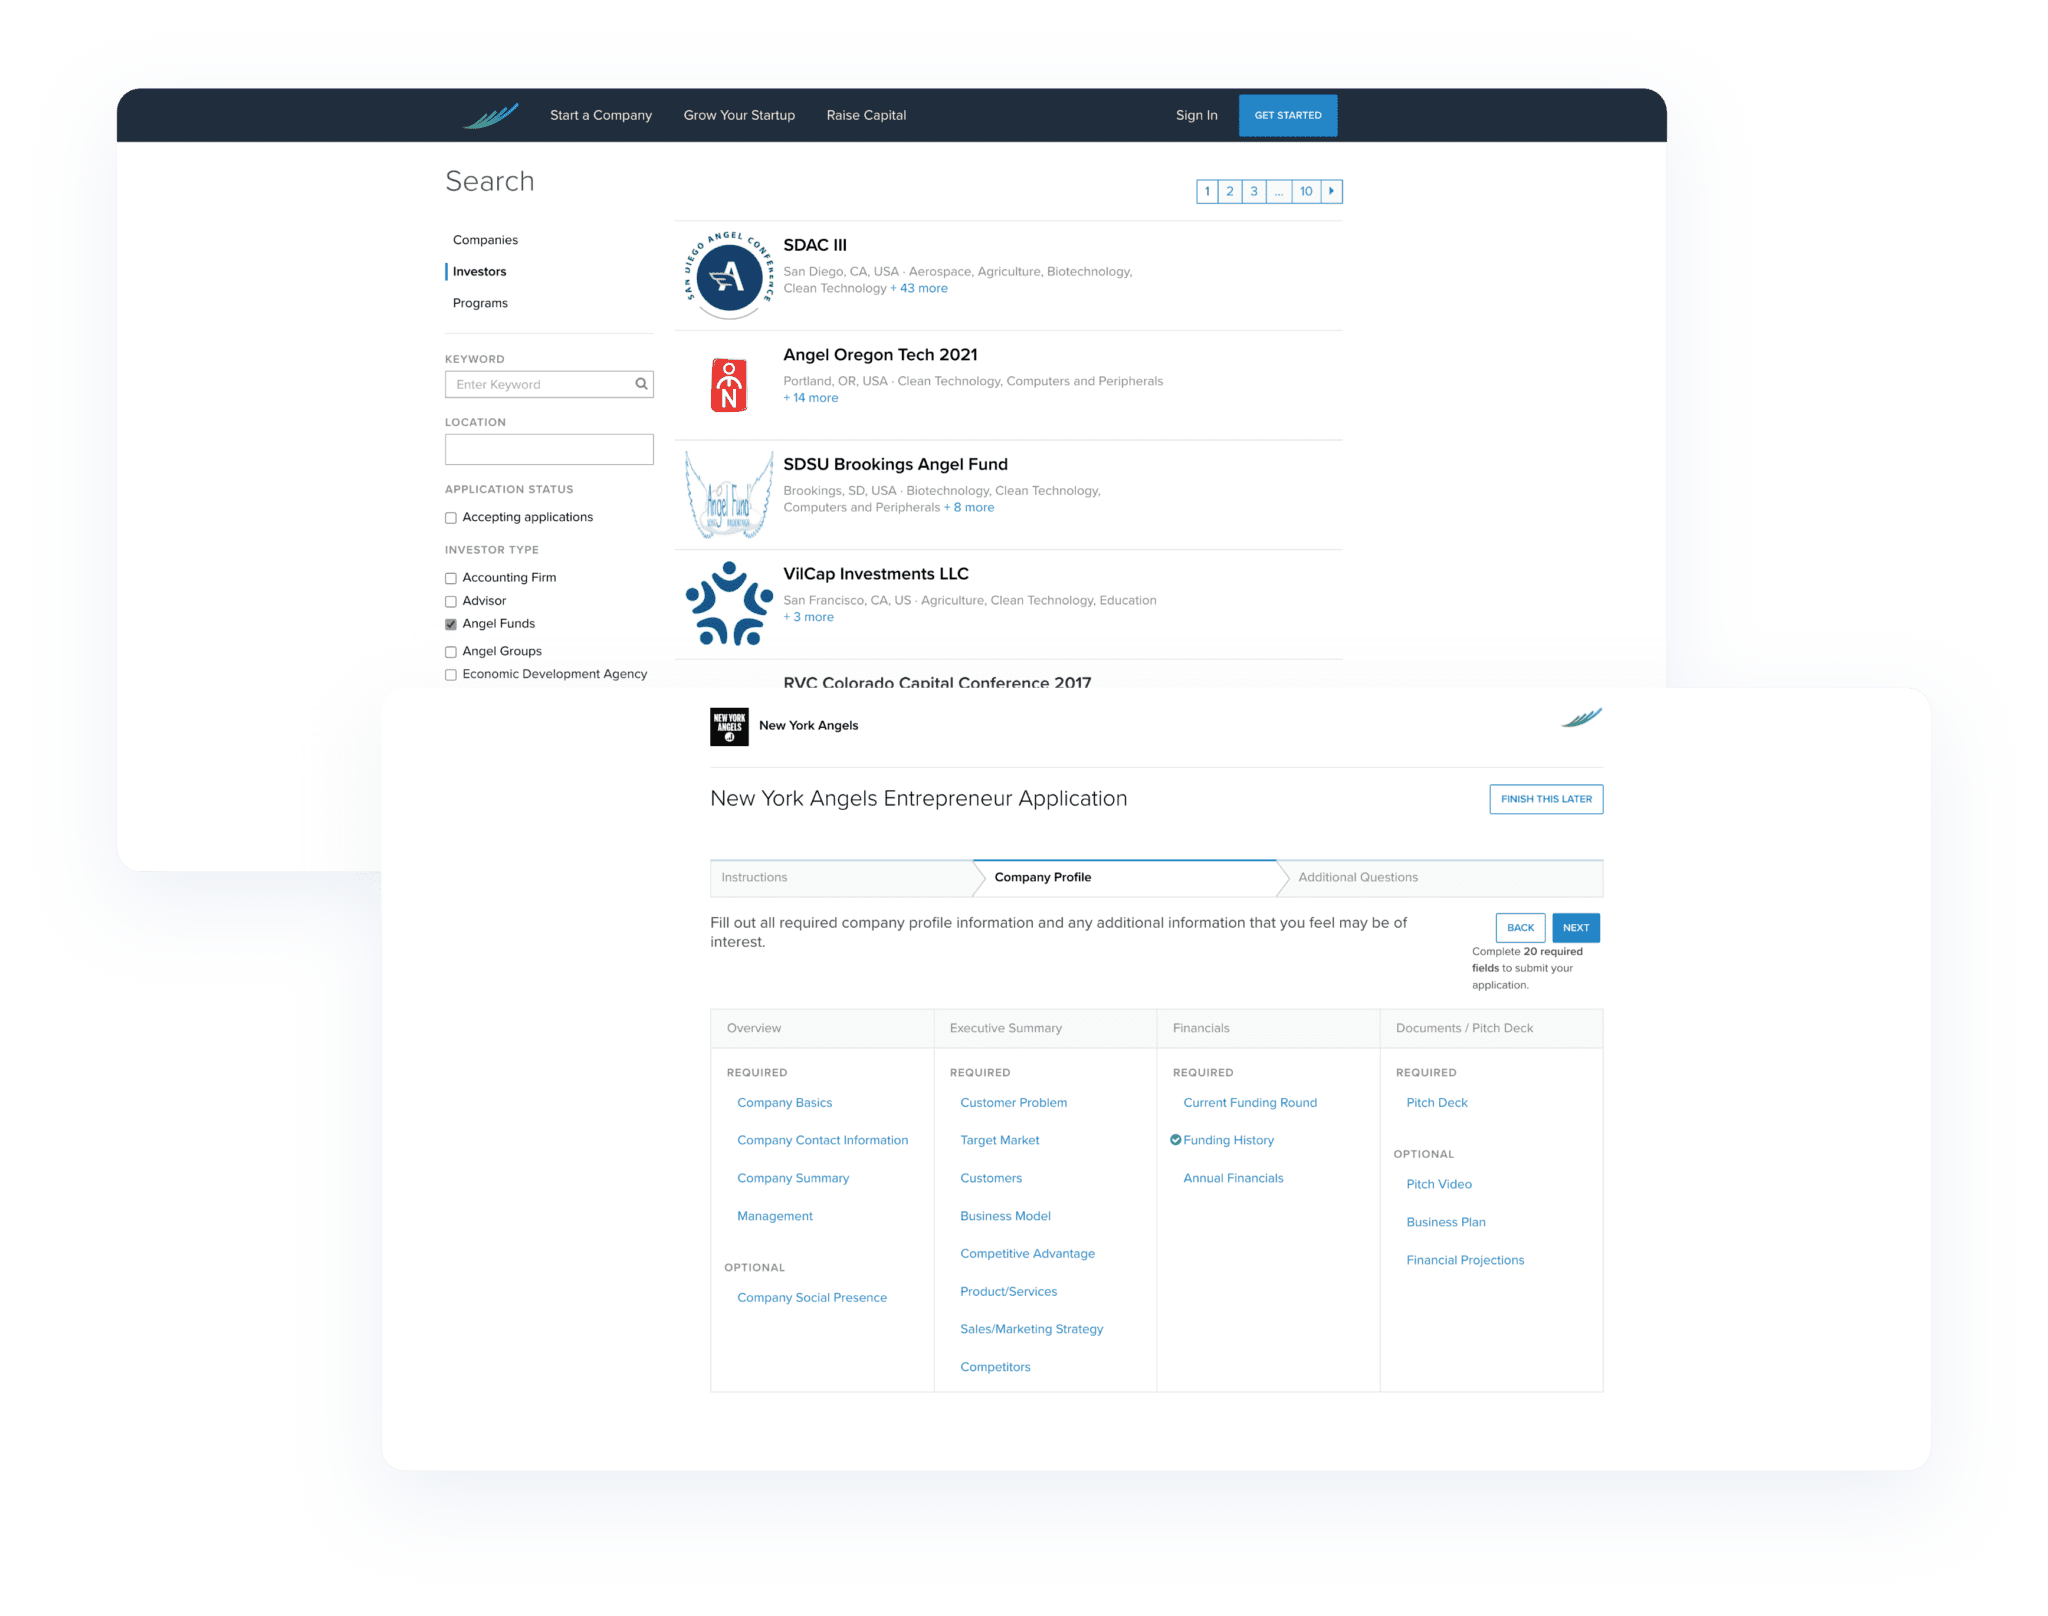 Start a Company
Grow Your Startup
Raise Capital
Sign In
GET STARTED
Search
1 2 3 ... 10
Companies
Investors
Programs
KEYWORD
Enter Keyword
LOCATION
APPLICATION STATUS
Accepting applications
INVESTOR TYPE
Accounting Firm
Advisor
Angel Funds
Angel Groups
Economic Development Agency
SAN DIEGO ANGEL CONFERENCE
A
SDAC III
San Diego, CA, USA · Aerospace, Agriculture, Biotechnology,
Clean Technology + 43 more
N
Angel Oregon Tech 2021
Portland, OR, USA · Clean Technology, Computers and Peripherals
+ 14 more
Angel Fund
SDSU Brookings Angel Fund
Brookings, SD, USA · Biotechnology, Clean Technology,
Computers and Peripherals + 8 more
VilCap Investments LLC
San Francisco, CA, US · Agriculture, Clean Technology, Education
+ 3 more
RVC Colorado Capital Conference 2017
NEW YORK
ANGELS
New York Angels
New York Angels Entrepreneur Application
FINISH THIS LATER
Instructions
Company Profile
Additional Questions
Fill out all required company profile information and any additional information that you feel may be of
interest.
BACK
NEXT
Complete 20 required
fields to submit your
application.
Overview
REQUIRED
Company Basics
Company Contact Information
Company Summary
Management
OPTIONAL
Company Social Presence
Executive Summary
REQUIRED
Customer Problem
Target Market
Customers
Business Model
Competitive Advantage
Product/Services
Sales/Marketing Strategy
Competitors
Financials
REQUIRED
Current Funding Round
Funding History
Annual Financials
Documents / Pitch Deck
REQUIRED
Pitch Deck
OPTIONAL
Pitch Video
Business Plan
Financial Projections